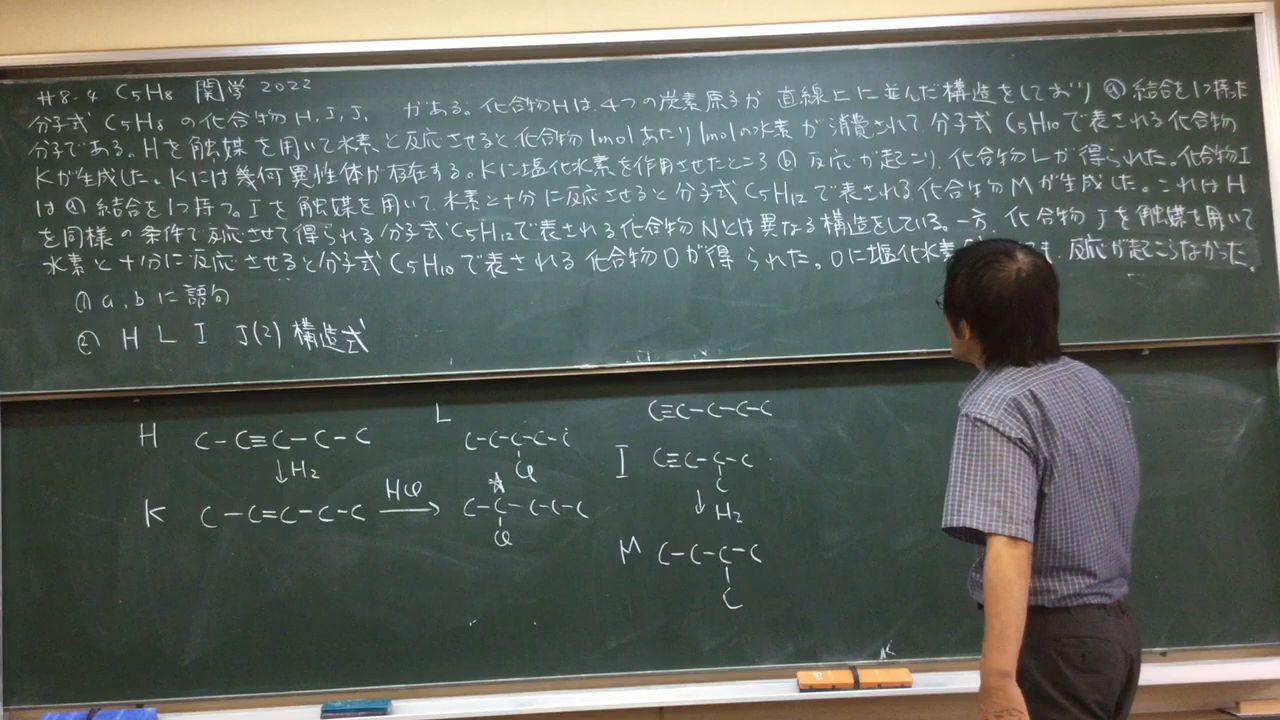 #8.4 C5H8 関学 2022
分子式 C5H8 の化合物 H, I, J, がある。化合物Hは4つの炭素原子が 直線上に並んだ構造をしており ⓐ結合を1つ持った
分子である。Hを触媒を用いて水素と反応させると化合物1molあたり1molの水素が消費されて分子式 C5H10で表される化合物
Kが生成した。Kには幾何異性体が存在する。Kに塩化水素を作用させたところ ⓑ 反応が起こり、化合物Lが得られた。化合物I
は ⓐ 結合を1つ持つ。Iを触媒を用いて水素と十分に反応させると分子式 C5H12で表される化合物Mが生成した。これはH
を同様の条件で反応させて得られる分子式C5H12で表される化合物Nとは異なる構造をしている。一方、化合物Jを触媒を用いて
水素と十分に反応させると分子式C5H10で表される化合物Oが得られた。Oに塩化水素 も、反応が起こらなかった。
(1) a, b に語句
(2) H L I J(2) 構造式
L C≡C-C-C-C
H C-C≡C-C-C C-C-C-C-C I C≡C-C-C
↓H2 Cl C
K C-C=C-C-C HCl → C-C-C-C-C ↓H2
Cl M C-C-C-C
C